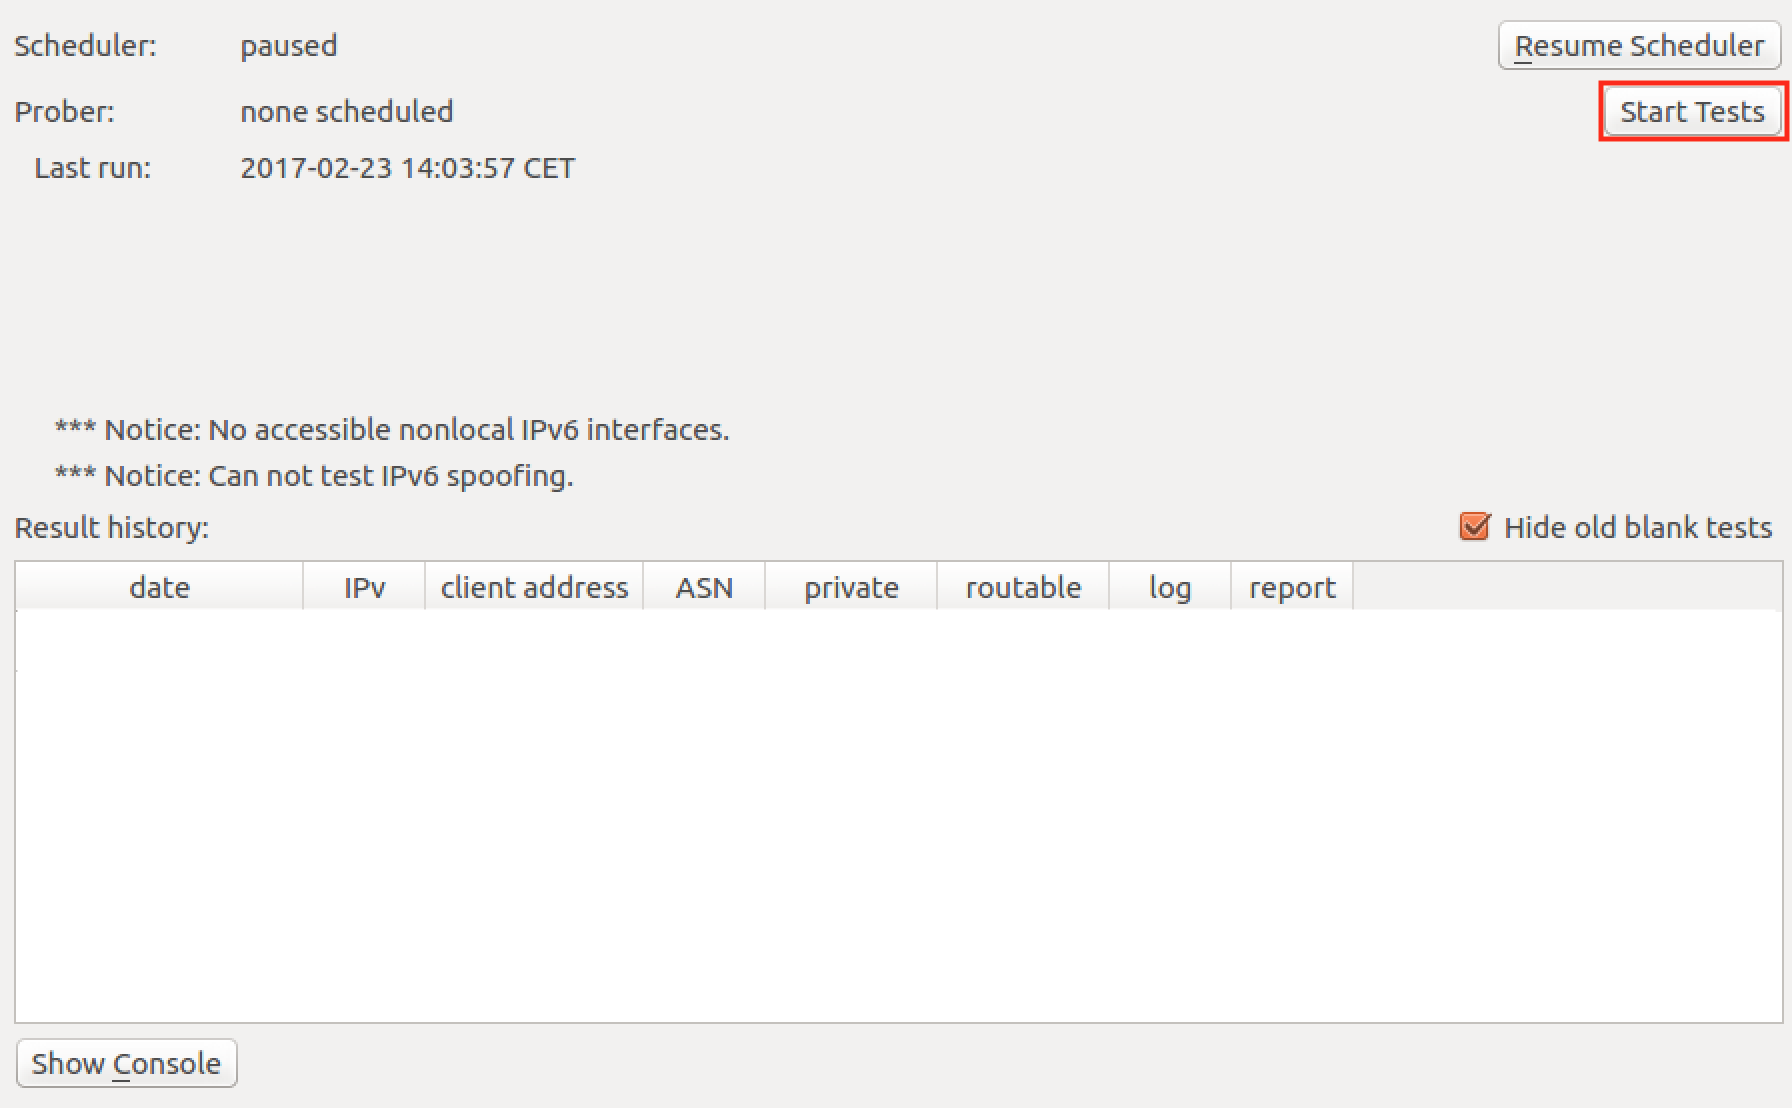 Scheduler: paused Resume Scheduler
Prober: none scheduled Start Tests
Last run: 2017-02-23 14:03:57 CET
*** Notice: No accessible nonlocal IPv6 interfaces.
*** Notice: Can not test IPv6 spoofing.
Result history: Hide old blank tests
date IPv client address ASN private routable log report
Show Console